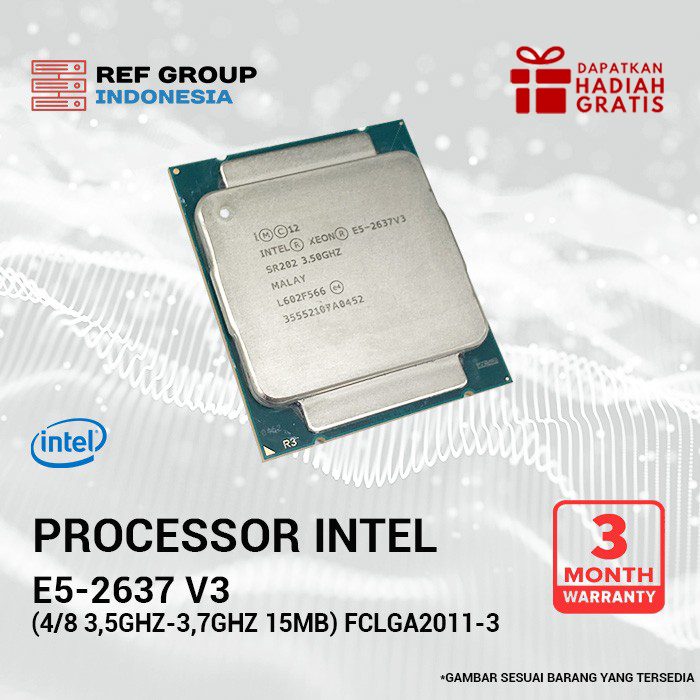 REF GROUP
INDONESIA
DAPATKAN
HADIAH
GRATIS
I Ⓜ Ⓒ 12
INTEL® XEON® E5-2637V3
SR202 3.50GHZ
MALAY
L602F566 e4
intel
R3
PROCESSOR INTEL
E5-2637 V3
(4/8 3,5GHZ-3,7GHZ 15MB) FCLGA2011-3
3
MONTH
WARRANTY
*GAMBAR SESUAI BARANG YANG TERSEDIA